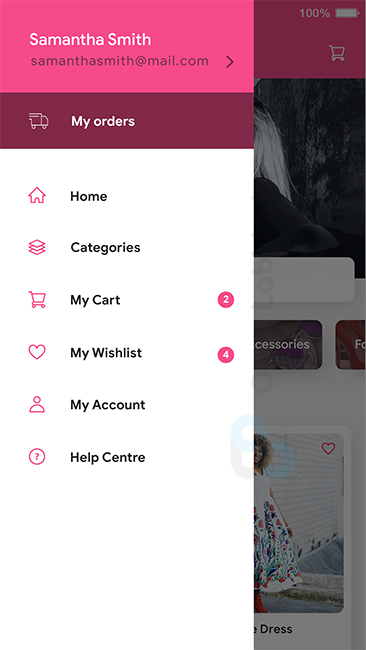 100%
Samantha Smith
samanthasmith@mail.com
My orders
Home
Categories
My Cart 2
My Wishlist 4
My Account
Help Centre
?
ccessories
Fo
e Dress